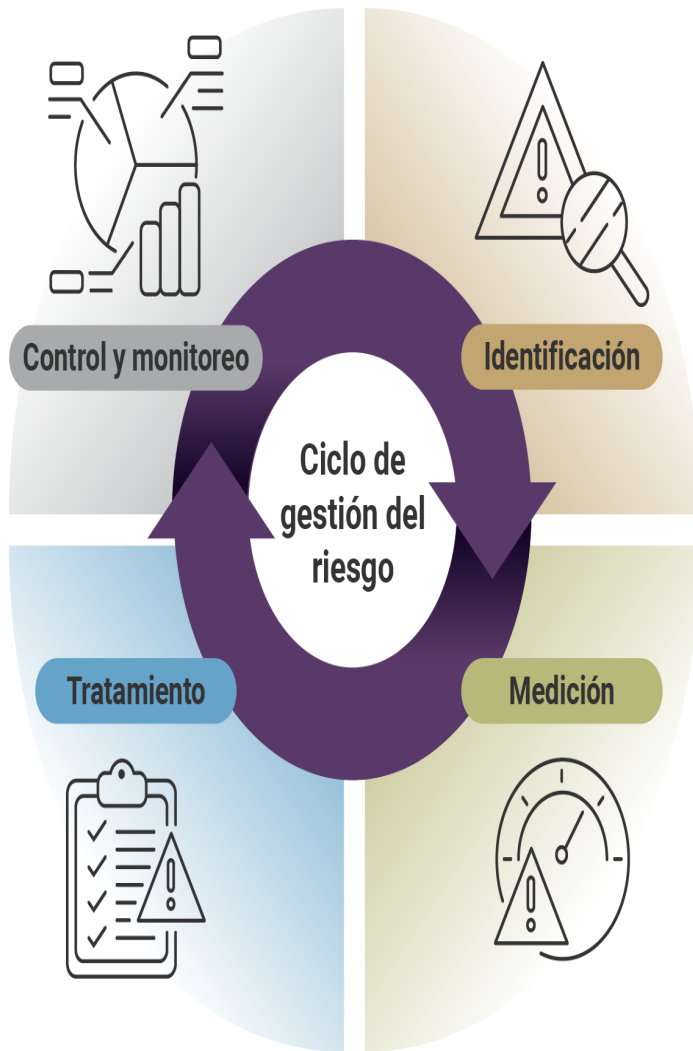 Control y monitoreo
Identificación
Ciclo de
gestión del
riesgo
Tratamiento
Medición